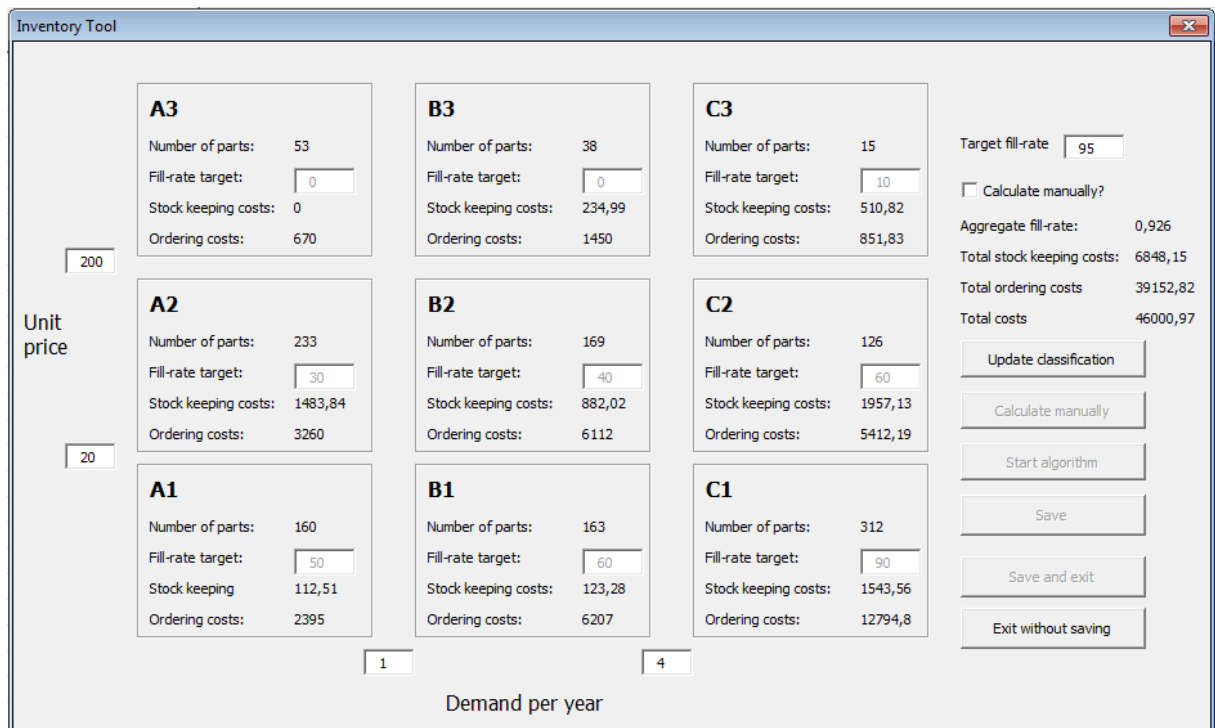 Inventory Tool
A3
Number of parts: 53
Fill-rate target: 0
Stock keeping costs: 0
Ordering costs: 670
B3
Number of parts: 38
Fill-rate target: 0
Stock keeping costs: 234,99
Ordering costs: 1450
C3
Number of parts: 15
Fill-rate target: 10
Stock keeping costs: 510,82
Ordering costs: 851,83
200
Unit
price
A2
Number of parts: 233
Fill-rate target: 30
Stock keeping costs: 1483,84
Ordering costs: 3260
B2
Number of parts: 169
Fill-rate target: 40
Stock keeping costs: 882,02
Ordering costs: 6112
C2
Number of parts: 126
Fill-rate target: 60
Stock keeping costs: 1957,13
Ordering costs: 5412,19
20
A1
Number of parts: 160
Fill-rate target: 50
Stock keeping 112,51
Ordering costs: 2395
B1
Number of parts: 163
Fill-rate target: 60
Stock keeping costs: 123,28
Ordering costs: 6207
C1
Number of parts: 312
Fill-rate target: 90
Stock keeping costs: 1543,56
Ordering costs: 12794,8
1
4
Demand per year
Target fill-rate 95
Calculate manually?
Aggregate fill-rate: 0,926
Total stock keeping costs: 6848,15
Total ordering costs 39152,82
Total costs 46000,97
Update classification
Calculate manually
Start algorithm
Save
Save and exit
Exit without saving